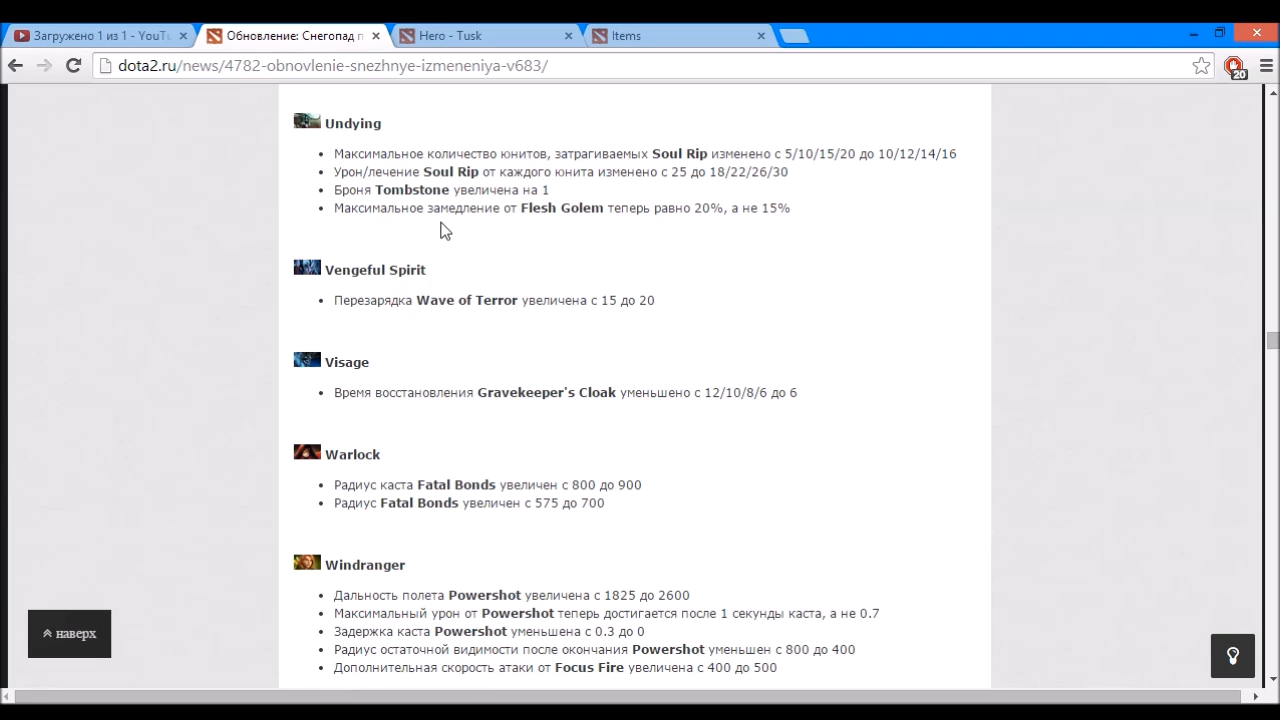 Загружено 1 из 1 - YouTu
Обновление: Снегопад п
Hero - Tusk
Items
dota2.ru/news/4782-obnovlenie-snezhnye-izmeneniya-v683/
20
Undying
Максимальное количество юнитов, затрагиваемых Soul Rip изменено с 5/10/15/20 до 10/12/14/16
Урон/лечение Soul Rip от каждого юнита изменено с 25 до 18/22/26/30
Броня Tombstone увеличена на 1
Максимальное замедление от Flesh Golem теперь равно 20%, а не 15%
Vengeful Spirit
Перезарядка Wave of Terror увеличена с 15 до 20
Visage
Время восстановления Gravekeeper's Cloak уменьшено с 12/10/8/6 до 6
Warlock
Радиус каста Fatal Bonds увеличен с 800 до 900
Радиус Fatal Bonds увеличен с 575 до 700
Windranger
Дальность полета Powershot увеличена с 1825 до 2600
Максимальный урон от Powershot теперь достигается после 1 секунды каста, а не 0.7
Задержка каста Powershot уменьшена с 0.3 до 0
Радиус остаточной видимости после окончания Powershot уменьшен с 800 до 400
Дополнительная скорость атаки от Focus Fire увеличена с 400 до 500
наверх